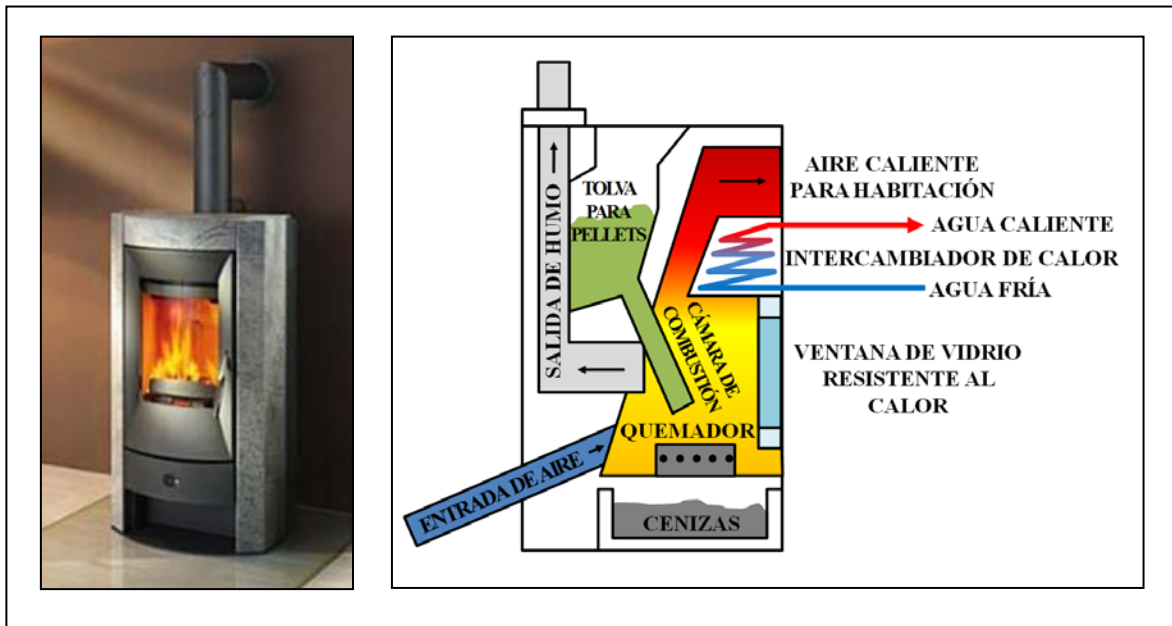 AIRE CALIENTE
PARA HABITACIÓN
TOLVA
PARA
PELLETS
AGUA CALIENTE
INTERCAMBIADOR DE CALOR
AGUA FRÍA
SALIDA DE HUMO
CÁMARA DE
COMBUSTIÓN
VENTANA DE VIDRIO
RESISTENTE AL
CALOR
QUEMADOR
ENTRADA DE AIRE
CENIZAS